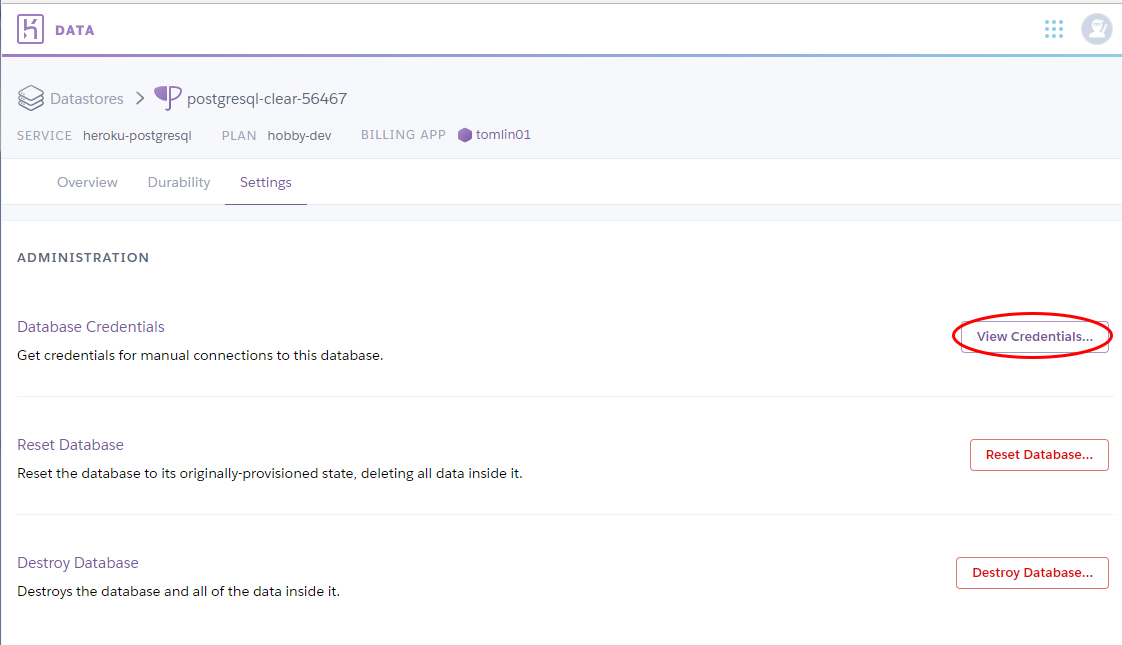 DATA
Datastores postgresql-clear-56467
SERVICE heroku-postgresql PLAN hobby-dev BILLING APP tomlin01
Overview Durability Settings
ADMINISTRATION
Database Credentials
Get credentials for manual connections to this database.
View Credentials...
Reset Database
Reset the database to its originally-provisioned state, deleting all data inside it.
Reset Database...
Destroy Database
Destroys the database and all of the data inside it.
Destroy Database...